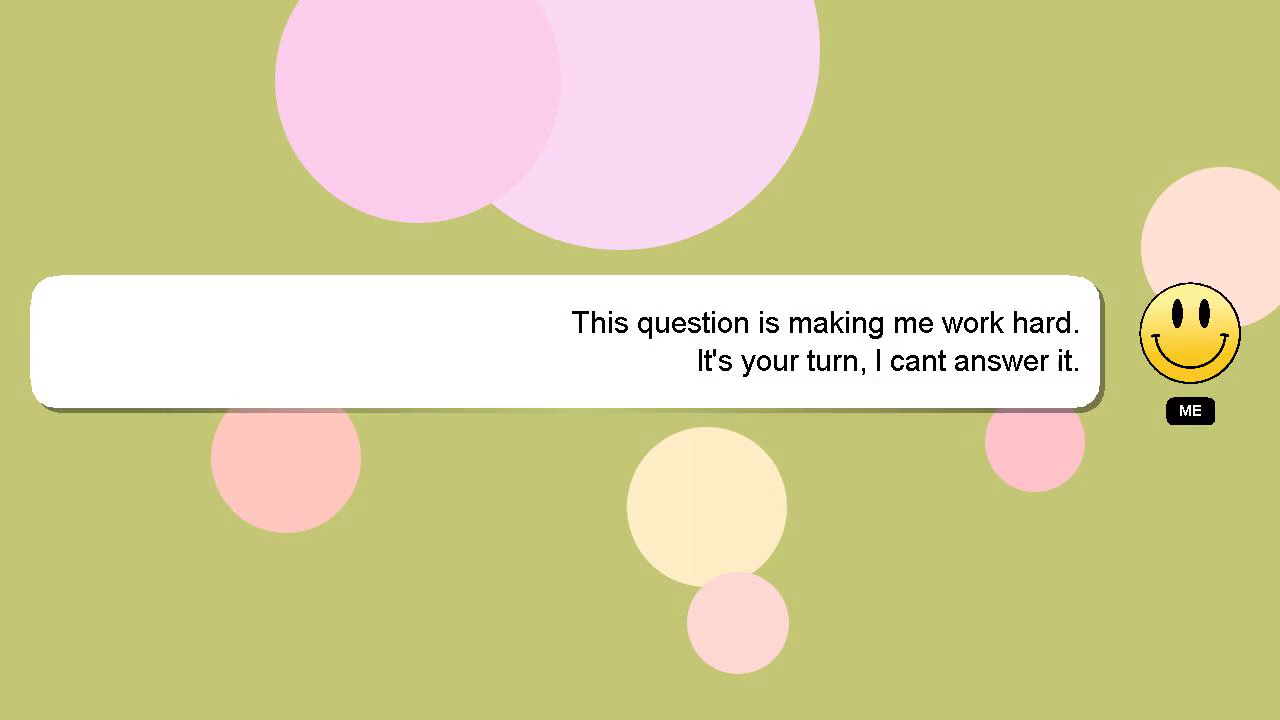 This question is making me work hard.
It's your turn, I cant answer it.
ME